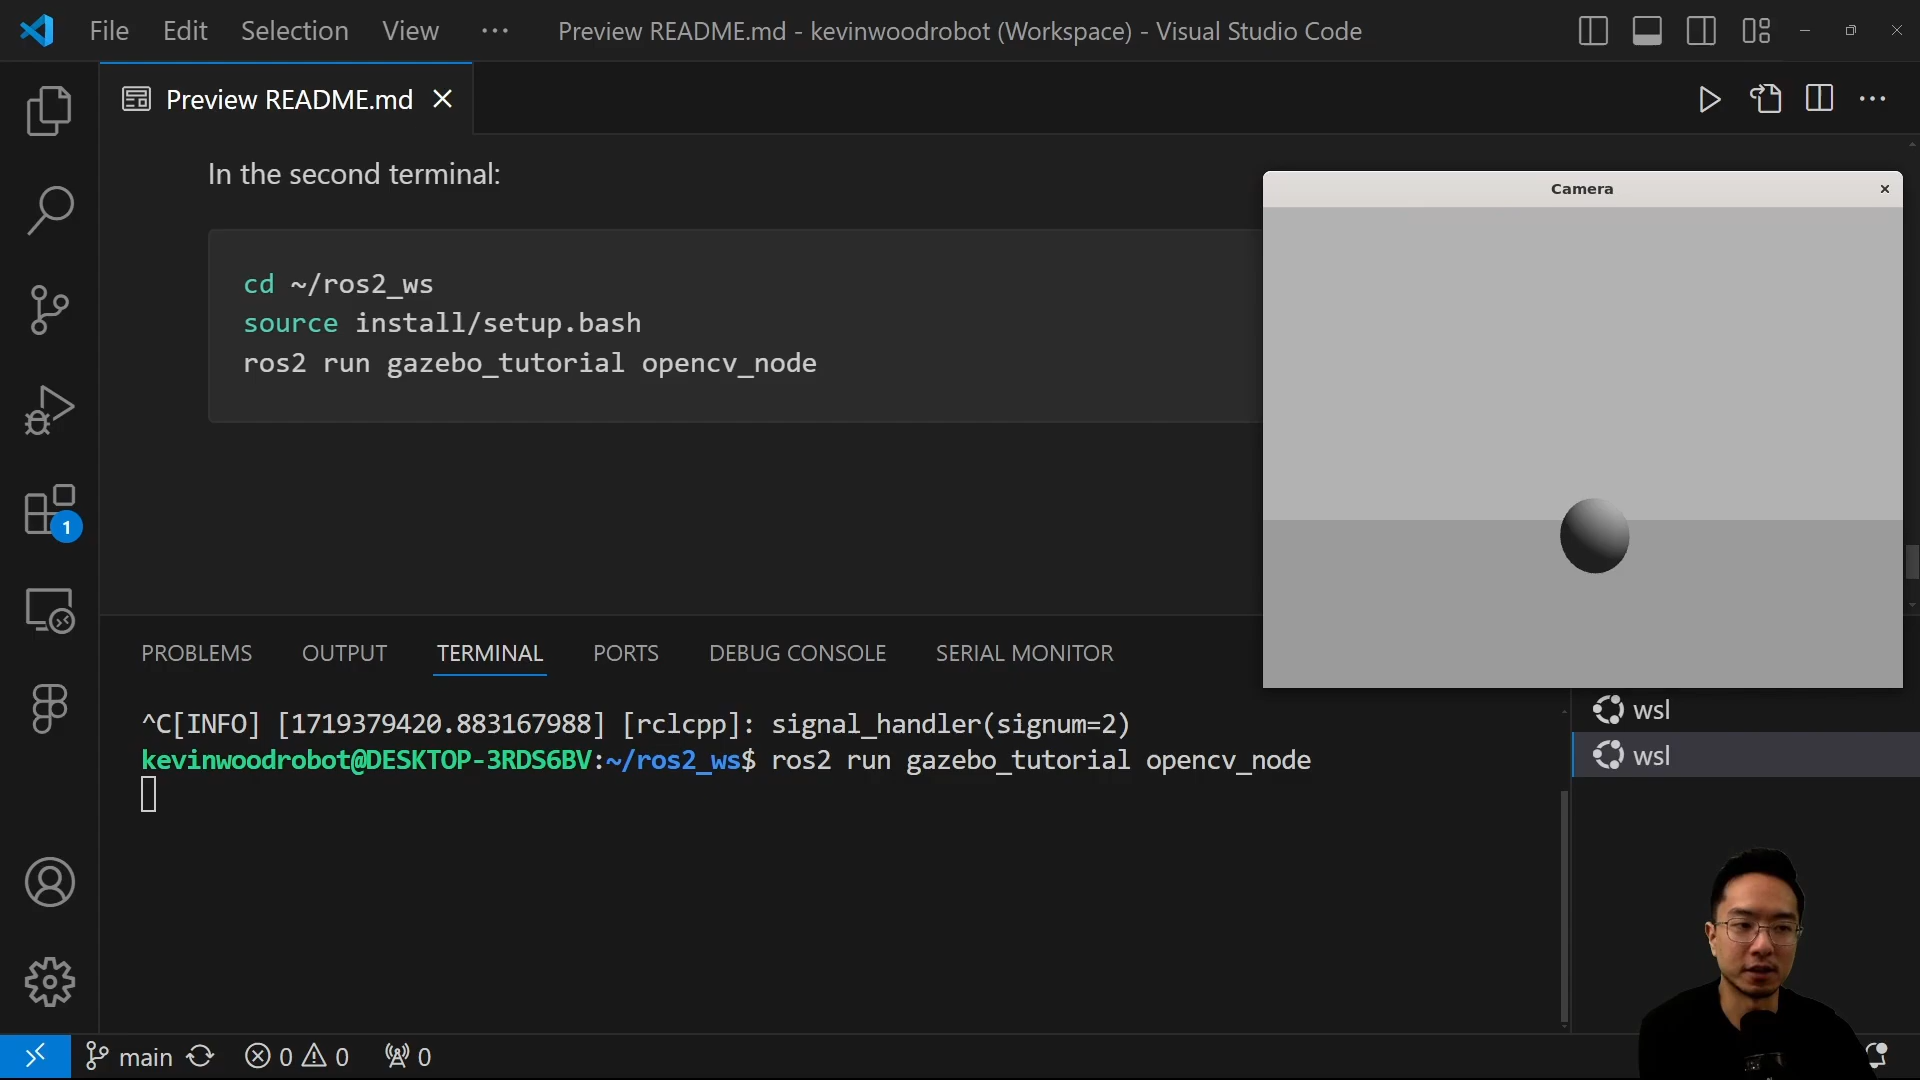 File Edit Selection View ··· Preview README.md - kevinwoodrobot (Workspace) - Visual Studio Code
Preview README.md
In the second terminal:
cd ~/ros2_ws
source install/setup.bash
ros2 run gazebo_tutorial opencv_node
Camera
1
PROBLEMS OUTPUT TERMINAL PORTS DEBUG CONSOLE SERIAL MONITOR
^C[INFO] [1719379420.883167988] [rclcpp]: signal_handler(signum=2)
kevinwoodrobot@DESKTOP-3RDS6BV:~/ros2_ws$ ros2 run gazebo_tutorial opencv_node
wsl
wsl
main 0 0 0